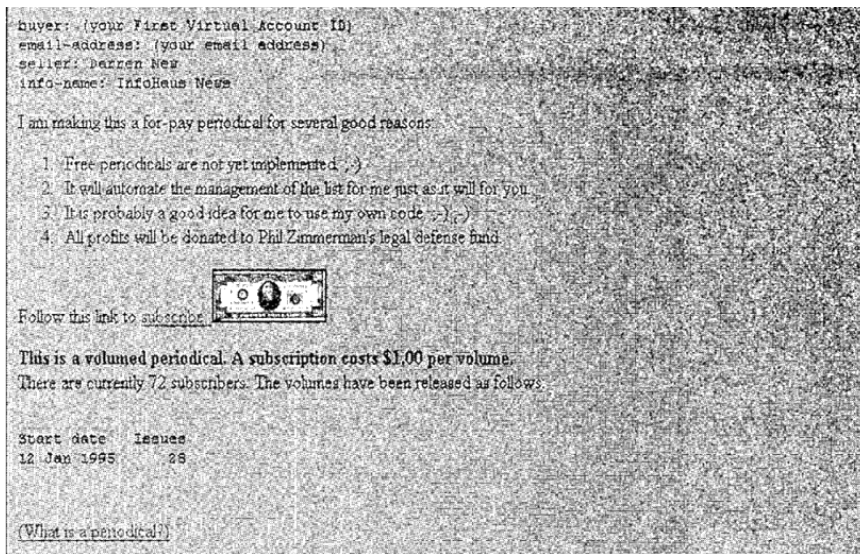 buyer: (your First Virtual Account ID)
email-address: (your email address)
seller: Darren New
info-name: InfoHaus News
I am making this a for-pay periodical for several good reasons:
1. Free periodicals are not yet implemented ;-)
2. It will automate the management of the list for me just as it will for you.
3. It is probably a good idea for me to use my own code ;-) ;-)
4. All profits will be donated to Phil Zimmerman's legal defense fund.
Follow this link to subscribe
This is a volumed periodical. A subscription costs $1.00 per volume.
There are currently 72 subscribers. The volumes have been released as follows.
Start date Issues
12 Jan 1995 28
(What is a periodical?)